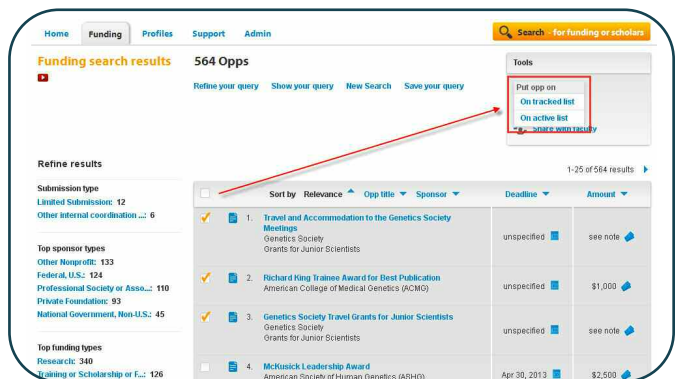 Home Funding Profiles Support Admin
Search - for funding or scholars
Funding search results
564 Opps
Refine your query Show your query New Search Save your query
Tools
Put opp on
On tracked list
On active list
Share with faculty
Refine results
1-25 of 564 results
Submission type
Limited Submission: 12
Other internal coordination ...: 6
Top sponsor types
Other Nonprofit: 133
Federal, U.S.: 124
Professional Society or Asso...: 110
Private Foundation: 93
National Government, Non-U.S.: 45
Top funding types
Research: 340
Training or Scholarship or F...: 126
Sort by Relevance Opp title Sponsor Deadline Amount
1. Travel and Accommodation to the Genetics Society
Meetings
Genetics Society
Grants for Junior Scientists
unspecified see note
2. Richard King Trainee Award for Best Publication
American College of Medical Genetics (ACMG)
unspecified $1,000
3. Genetics Society Travel Grants for Junior Scientists
Genetics Society
Grants for Junior Scientists
unspecified see note
4. McKusick Leadership Award
American Society of Human Genetics (ASHG)
Apr 30, 2013 $2,500